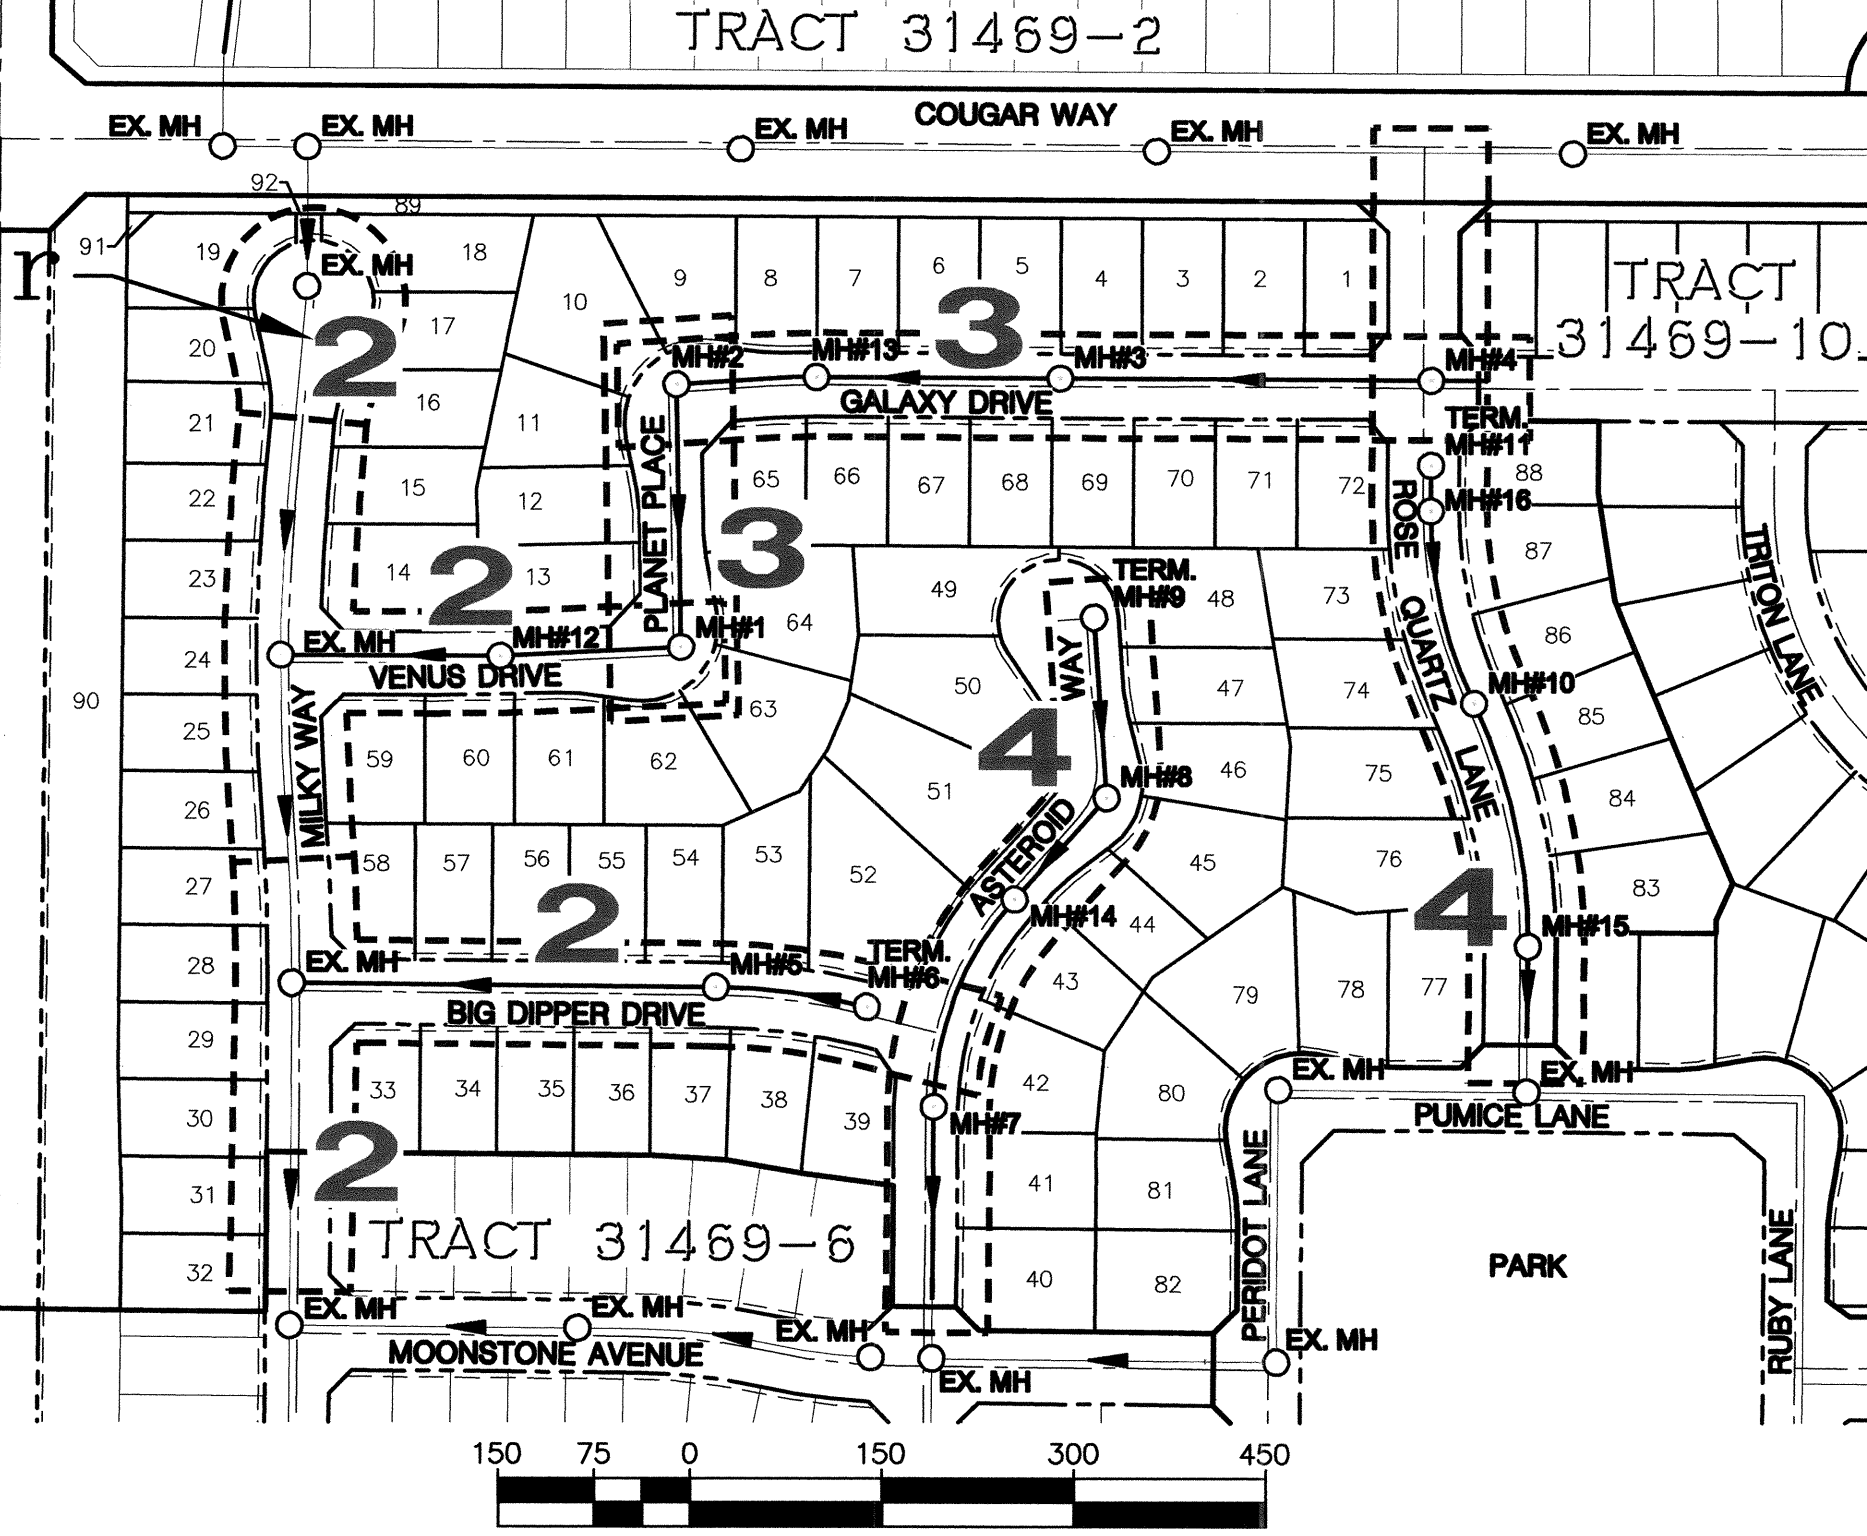 TRACT 31469-2
COUGAR WAY
EX. MH
EX. MH
EX. MH
EX. MH
EX. MH
92
89
91
r
19
EX. MH
18
10
9
8
7
6
5
4
3
2
1
TRACT
31469-10
20
17
2
3
MH#2
MH#13
MH#3
MH#4
GALAXY DRIVE
TERM.
MH#11
21
16
11
PLANET PLACE
22
15
12
65
66
67
68
69
70
71
72
ROSE
QUARTZ
LANE
MH#16
88
87
TRITON LANE
23
14
2
13
3
64
49
TERM.
MH#9
48
73
86
24
EX. MH
MH#12
MH#1
VENUS DRIVE
90
MILKY WAY
50
WAY
47
74
MH#10
85
25
59
60
61
62
63
4
51
MH#8
46
75
84
26
ASTEROID
27
58
57
56
55
54
53
52
45
76
83
2
4
MH#14
44
MH#15
28
EX. MH
MH#5
TERM.
MH#6
43
79
78
77
BIG DIPPER DRIVE
29
33
34
35
36
37
38
39
42
80
EX. MH
EX. MH
PUMICE LANE
30
MH#7
2
31
41
81
PERIDOT LANE
TRACT 31469-6
RUBY LANE
PARK
32
40
82
EX. MH
EX. MH
EX. MH
EX. MH
MOONSTONE AVENUE
EX. MH
150 75 0 150 300 450